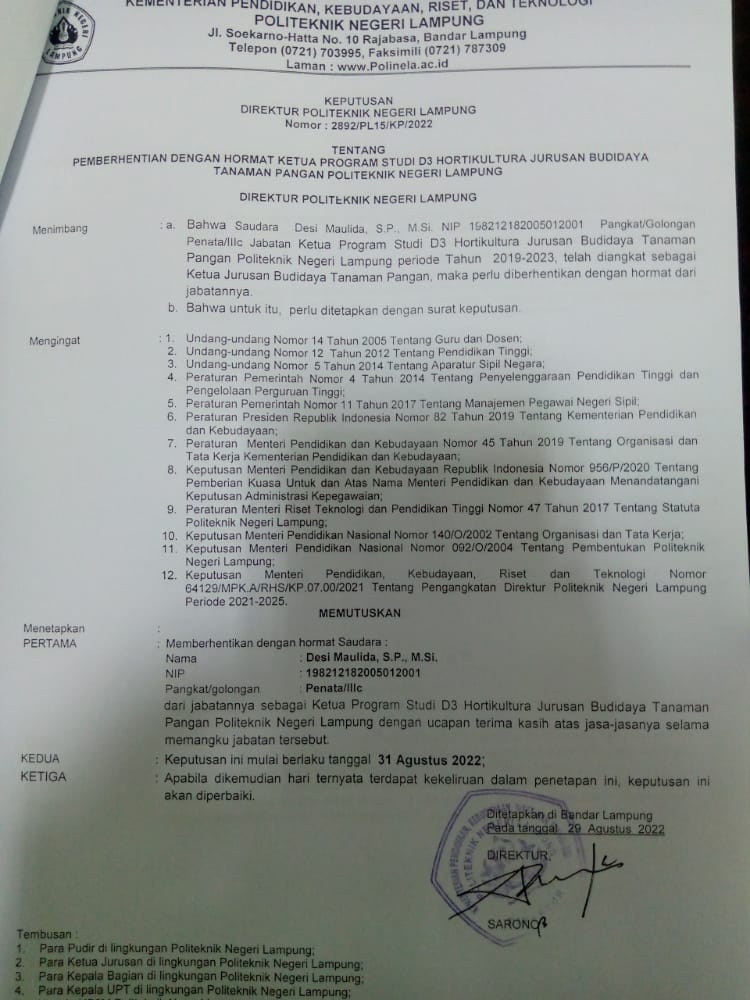 KEMENTERIAN PENDIDIKAN, KEBUDAYAAN, RISET, DAN TEKNOLOGI
POLITEKNIK NEGERI LAMPUNG
Jl. Soekarno-Hatta No. 10 Rajabasa, Bandar Lampung
Telepon (0721) 703995, Faksimili (0721) 787309
Laman : www.Polinela.ac.id
KEPUTUSAN
DIREKTUR POLITEKNIK NEGERI LAMPUNG
Nomor : 2892/PL15/KP/2022
TENTANG
PEMBERHENTIAN DENGAN HORMAT KETUA PROGRAM STUDI D3 HORTIKULTURA JURUSAN BUDIDAYA
TANAMAN PANGAN POLITEKNIK NEGERI LAMPUNG
DIREKTUR POLITEKNIK NEGERI LAMPUNG
Menimbang : a. Bahwa Saudara Desi Maulida, S.P., M.Si. NIP 198212182005012001 Pangkat/Golongan
Penata/IIIc Jabatan Ketua Program Studi D3 Hortikultura Jurusan Budidaya Tanaman
Pangan Politeknik Negeri Lampung periode Tahun 2019-2023, telah diangkat sebagai
Ketua Jurusan Budidaya Tanaman Pangan, maka perlu diberhentikan dengan hormat dari
jabatannya.
b. Bahwa untuk itu, perlu ditetapkan dengan surat keputusan.
Mengingat : 1. Undang-undang Nomor 14 Tahun 2005 Tentang Guru dan Dosen;
2. Undang-undang Nomor 12 Tahun 2012 Tentang Pendidikan Tinggi;
3. Undang-undang Nomor 5 Tahun 2014 Tentang Aparatur Sipil Negara;
4. Peraturan Pemerintah Nomor 4 Tahun 2014 Tentang Penyelenggaraan Pendidikan Tinggi dan
Pengelolaan Perguruan Tinggi;
5. Peraturan Pemerintah Nomor 11 Tahun 2017 Tentang Manajemen Pegawai Negeri Sipil;
6. Peraturan Presiden Republik Indonesia Nomor 82 Tahun 2019 Tentang Kementerian Pendidikan
dan Kebudayaan;
7. Peraturan Menteri Pendidikan dan Kebudayaan Nomor 45 Tahun 2019 Tentang Organisasi dan
Tata Kerja Kementerian Pendidikan dan Kebudayaan;
8. Keputusan Menteri Pendidikan dan Kebudayaan Republik Indonesia Nomor 956/P/2020 Tentang
Pemberian Kuasa Untuk dan Atas Nama Menteri Pendidikan dan Kebudayaan Menandatangani
Keputusan Administrasi Kepegawaian;
9. Peraturan Menteri Riset Teknologi dan Pendidikan Tinggi Nomor 47 Tahun 2017 Tentang Statuta
Politeknik Negeri Lampung;
10. Keputusan Menteri Pendidikan Nasional Nomor 140/O/2002 Tentang Organisasi dan Tata Kerja;
11. Keputusan Menteri Pendidikan Nasional Nomor 092/O/2004 Tentang Pembentukan Politeknik
Negeri Lampung;
12. Keputusan Menteri Pendidikan, Kebudayaan, Riset dan Teknologi Nomor
64129/MPK.A/RHS/KP.07.00/2021 Tentang Pengangkatan Direktur Politeknik Negeri Lampung
Periode 2021-2025.
MEMUTUSKAN
Menetapkan :
PERTAMA : Memberhentikan dengan hormat Saudara :
Nama : Desi Maulida, S.P., M.Si.
NIP : 198212182005012001
Pangkat/golongan : Penata/IIIc
dari jabatannya sebagai Ketua Program Studi D3 Hortikultura Jurusan Budidaya Tanaman
Pangan Politeknik Negeri Lampung dengan ucapan terima kasih atas jasa-jasanya selama
memangku jabatan tersebut.
KEDUA : Keputusan ini mulai berlaku tanggal 31 Agustus 2022;
KETIGA : Apabila dikemudian hari ternyata terdapat kekeliruan dalam penetapan ini, keputusan ini
akan diperbaiki.
Ditetapkan di Bandar Lampung
Pada tanggal 29 Agustus 2022
DIREKTUR,
SARONO
Tembusan :
1. Para Pudir di lingkungan Politeknik Negeri Lampung;
2. Para Ketua Jurusan di lingkungan Politeknik Negeri Lampung;
3. Para Kepala Bagian di lingkungan Politeknik Negeri Lampung;
4. Para Kepala UPT di lingkungan Politeknik Negeri Lampung;